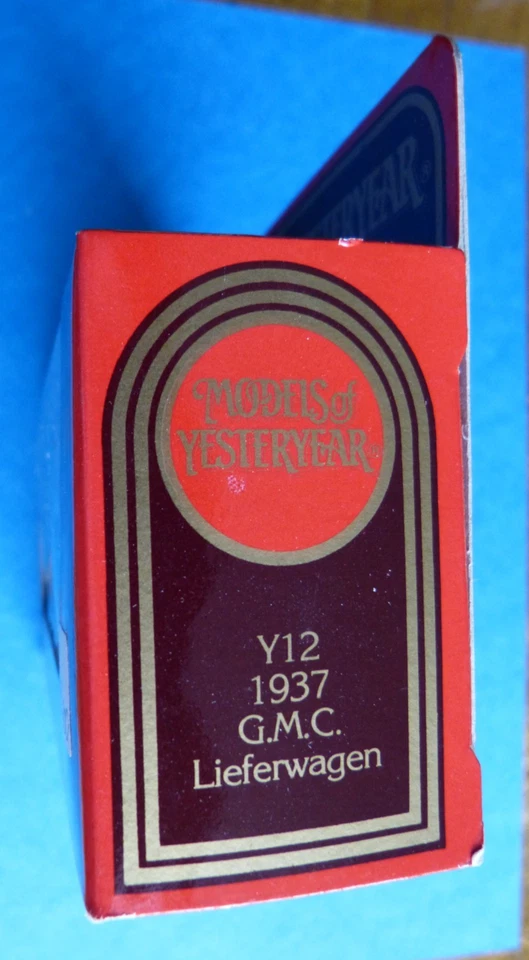 MODELS of
YESTERYEAR®
Y12
1937
G.M.C.
Lieferwagen